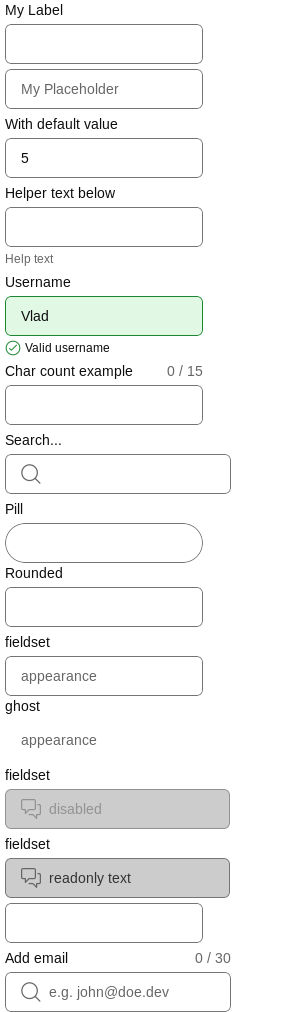 My Label
My Placeholder
With default value
5
Helper text below
Help text
Username
Vlad
Valid username
Char count example 0 / 15
Search...
Pill
Rounded
fieldset
appearance
ghost
appearance
fieldset
disabled
fieldset
readonly text
Add email 0 / 30
e.g. john@doe.dev